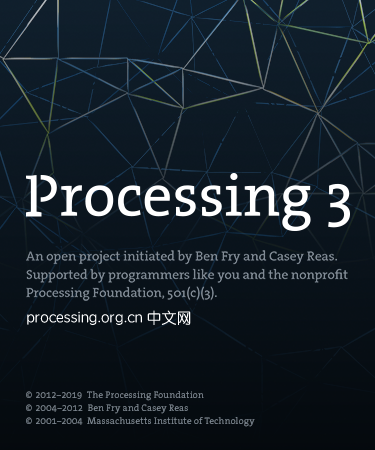 Processing 3
An open project initiated by Ben Fry and Casey Reas.
Supported by programmers like you and the nonprofit
Processing Foundation, 501(c)(3).
processing.org.cn 中文网
© 2012–2019 The Processing Foundation
© 2004–2012 Ben Fry and Casey Reas
© 2001–2004 Massachusetts Institute of Technology